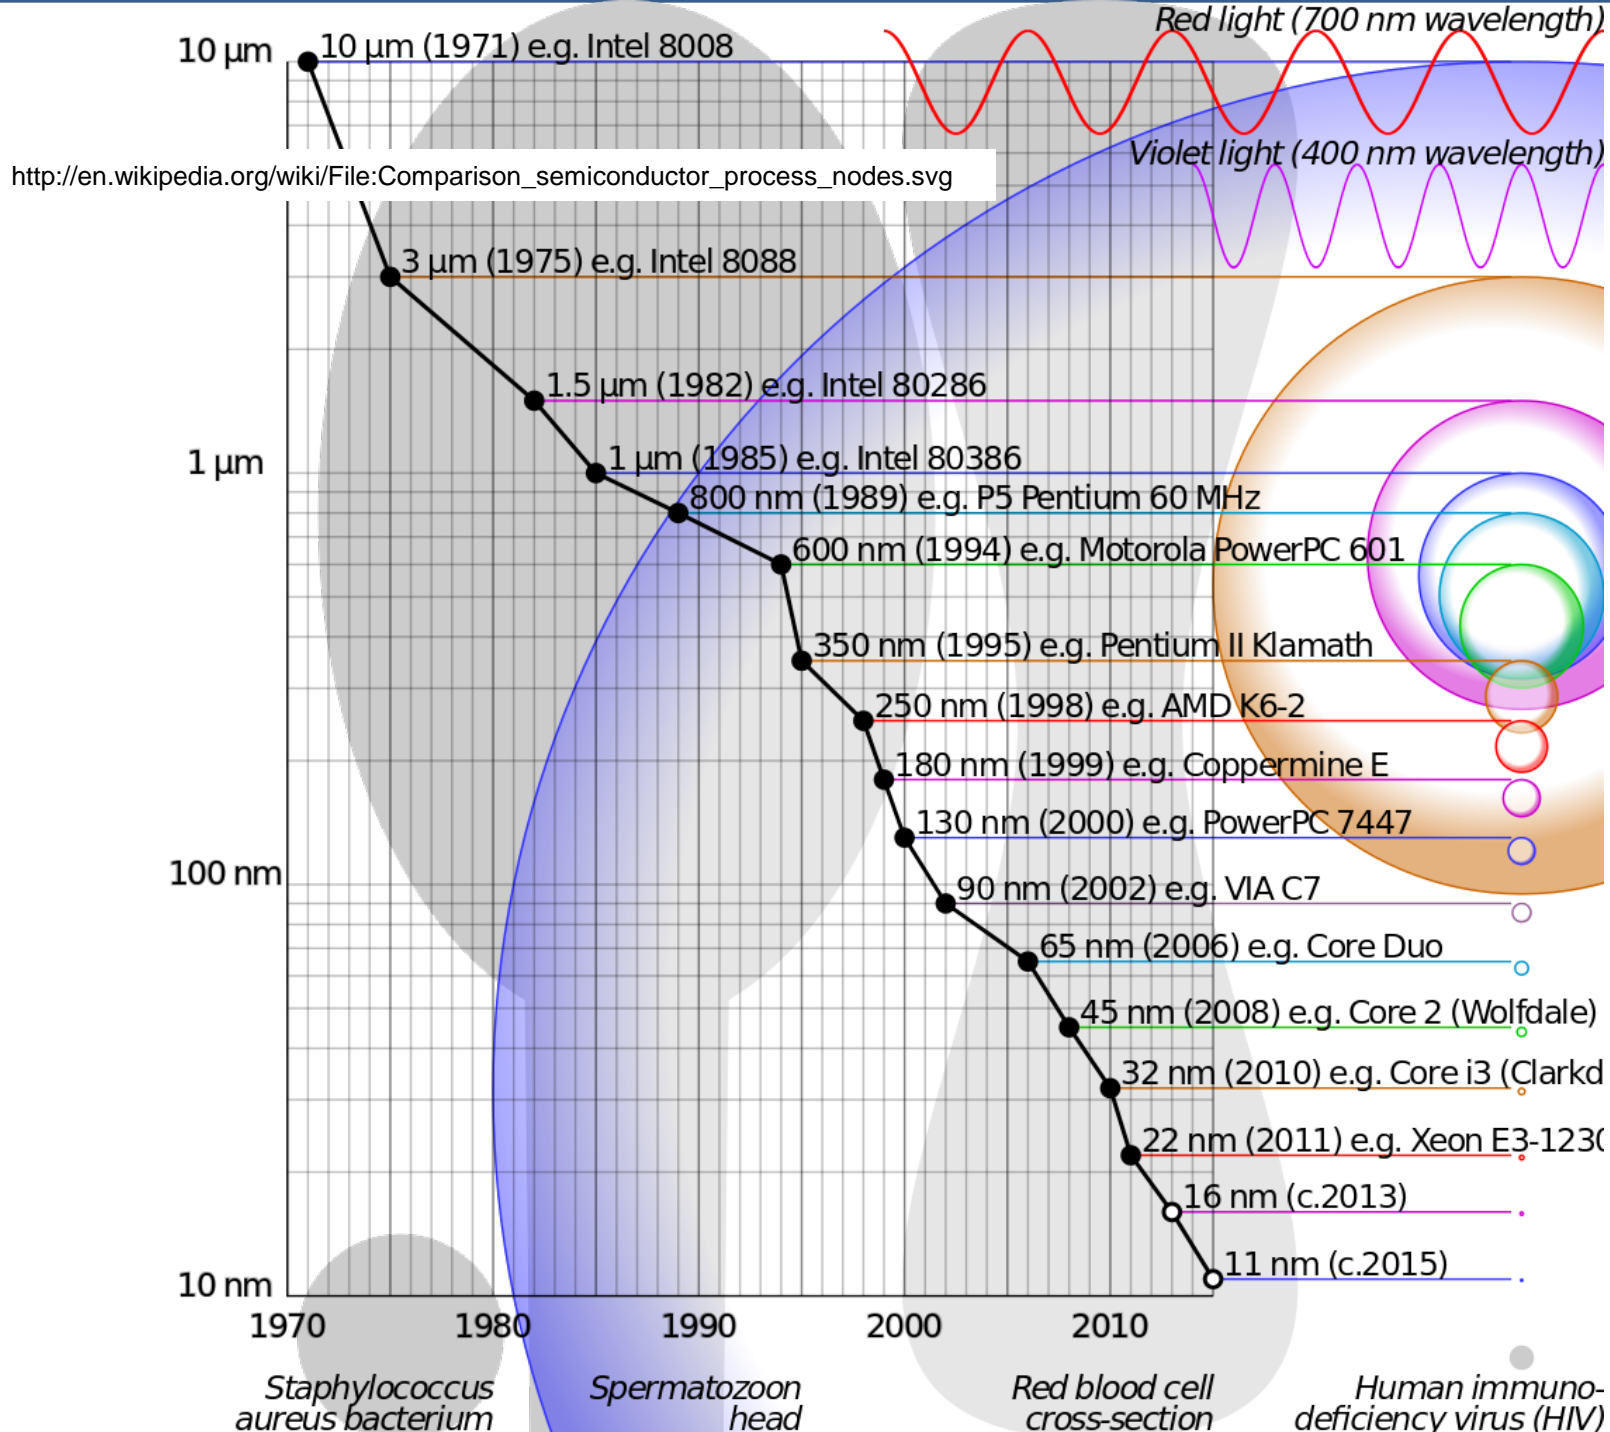 Red light (700 nm wavelength)
10 µm
10 µm (1971) e.g. Intel 8008
Violet light (400 nm wavelength)
http://en.wikipedia.org/wiki/File:Comparison_semiconductor_process_nodes.svg
3 µm (1975) e.g. Intel 8088
1.5 µm (1982) e.g. Intel 80286
1 µm
1 µm (1985) e.g. Intel 80386
800 nm (1989) e.g. P5 Pentium 60 MHz
600 nm (1994) e.g. Motorola PowerPC 601
350 nm (1995) e.g. Pentium II Klamath
250 nm (1998) e.g. AMD K6-2
180 nm (1999) e.g. Coppermine E
130 nm (2000) e.g. PowerPC 7447
100 nm
90 nm (2002) e.g. VIA C7
65 nm (2006) e.g. Core Duo
45 nm (2008) e.g. Core 2 (Wolfdale)
32 nm (2010) e.g. Core i3 (Clarkd
22 nm (2011) e.g. Xeon E3-1230
16 nm (c.2013)
11 nm (c.2015)
10 nm
1970 1980 1990 2000 2010
Staphylococcus
aureus bacterium
Spermatozoon
head
Red blood cell
cross-section
Human immuno-
deficiency virus (HIV)